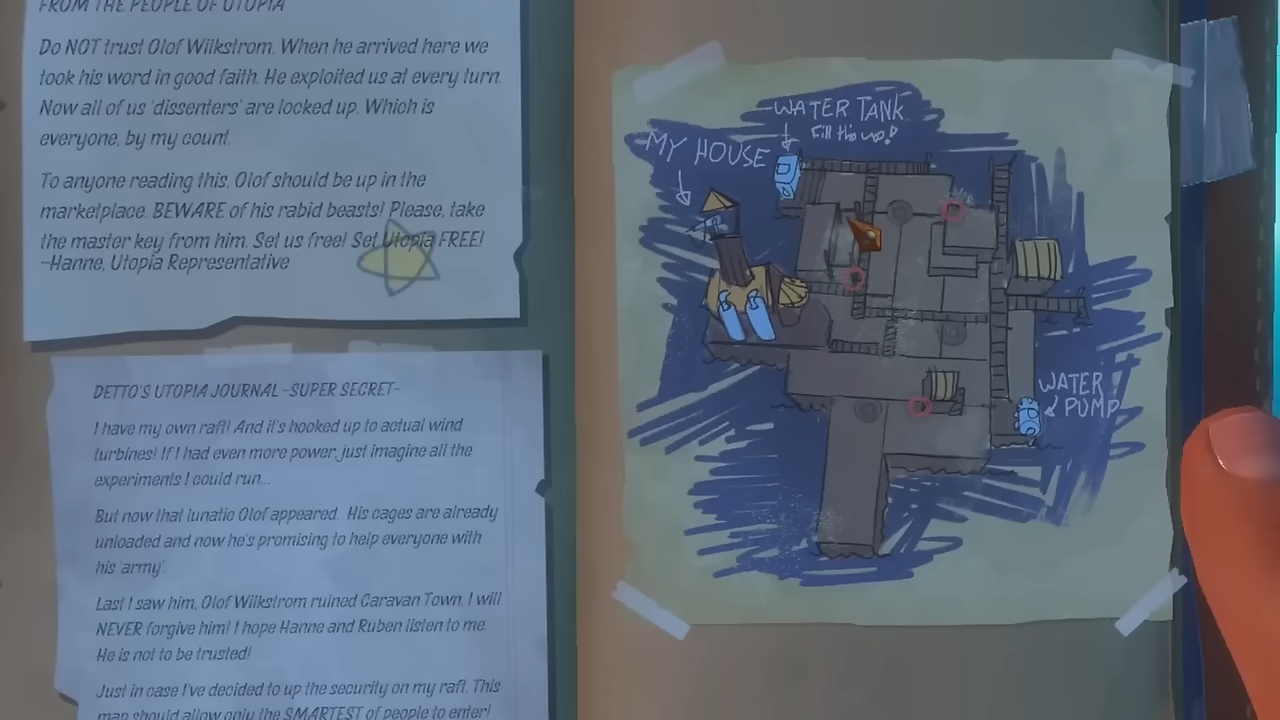 FROM THE PEOPLE OF UTOPIA
Do NOT trust Olof Wilkstrom. When he arrived here we
took his word in good faith. He exploited us at every turn.
Now all of us 'dissenters' are locked up. Which is
everyone, by my count.
To anyone reading this, Olof should be up in the
marketplace. BEWARE of his rabid beasts! Please, take
the master key from him. Set us free! Set Utopia FREE!
-Hanne, Utopia Representative
DETTO'S UTOPIA JOURNAL -SUPER SECRET-
I have my own raft! And it's hooked up to actual wind
turbines! If I had even more power, just imagine all the
experiments I could run...
But now that lunatic Olof appeared. His cages are already
unloaded and now he's promising to help everyone with
his 'army'.
Last I saw him, Olof Wilkstrom ruined Caravan Town. I will
NEVER forgive him! I hope Hanne and Ruben listen to me.
He is not to be trusted!
Just in case I've decided to up the security on my raft. This
map should allow only the SMARTEST of people to enter!
WATER TANK
Fill this up!
MY HOUSE
WATER
PUMP